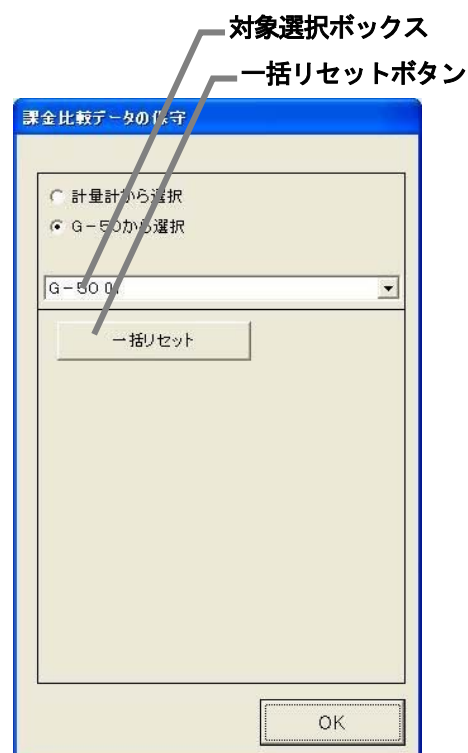 対象選択ボックス
一括リセットボタン
課金比較データの保守
計量計から選択
G-50から選択
G-50 0
一括リセット
OK